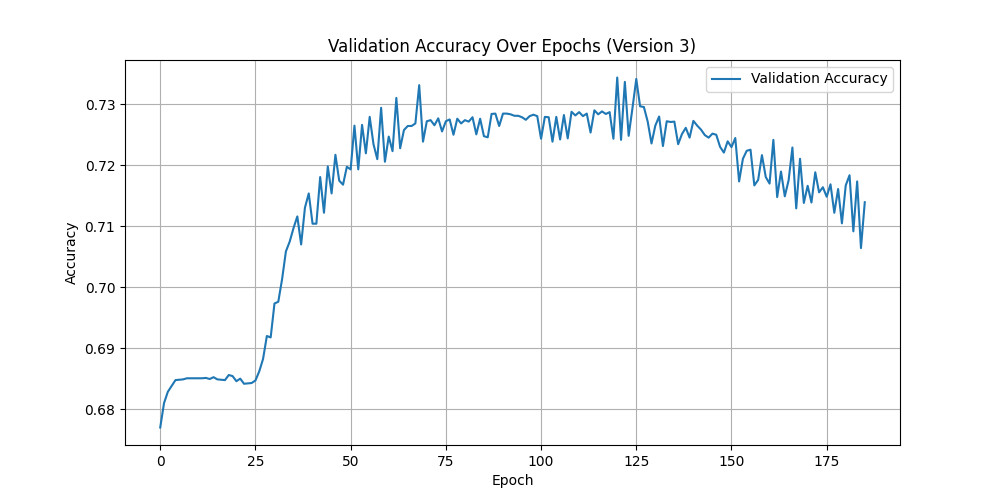 Validation Accuracy Over Epochs (Version 3)
Validation Accuracy
0.73
0.72
0.71
0.70
0.69
0.68
Accuracy
0 25 50 75 100 125 150 175
Epoch